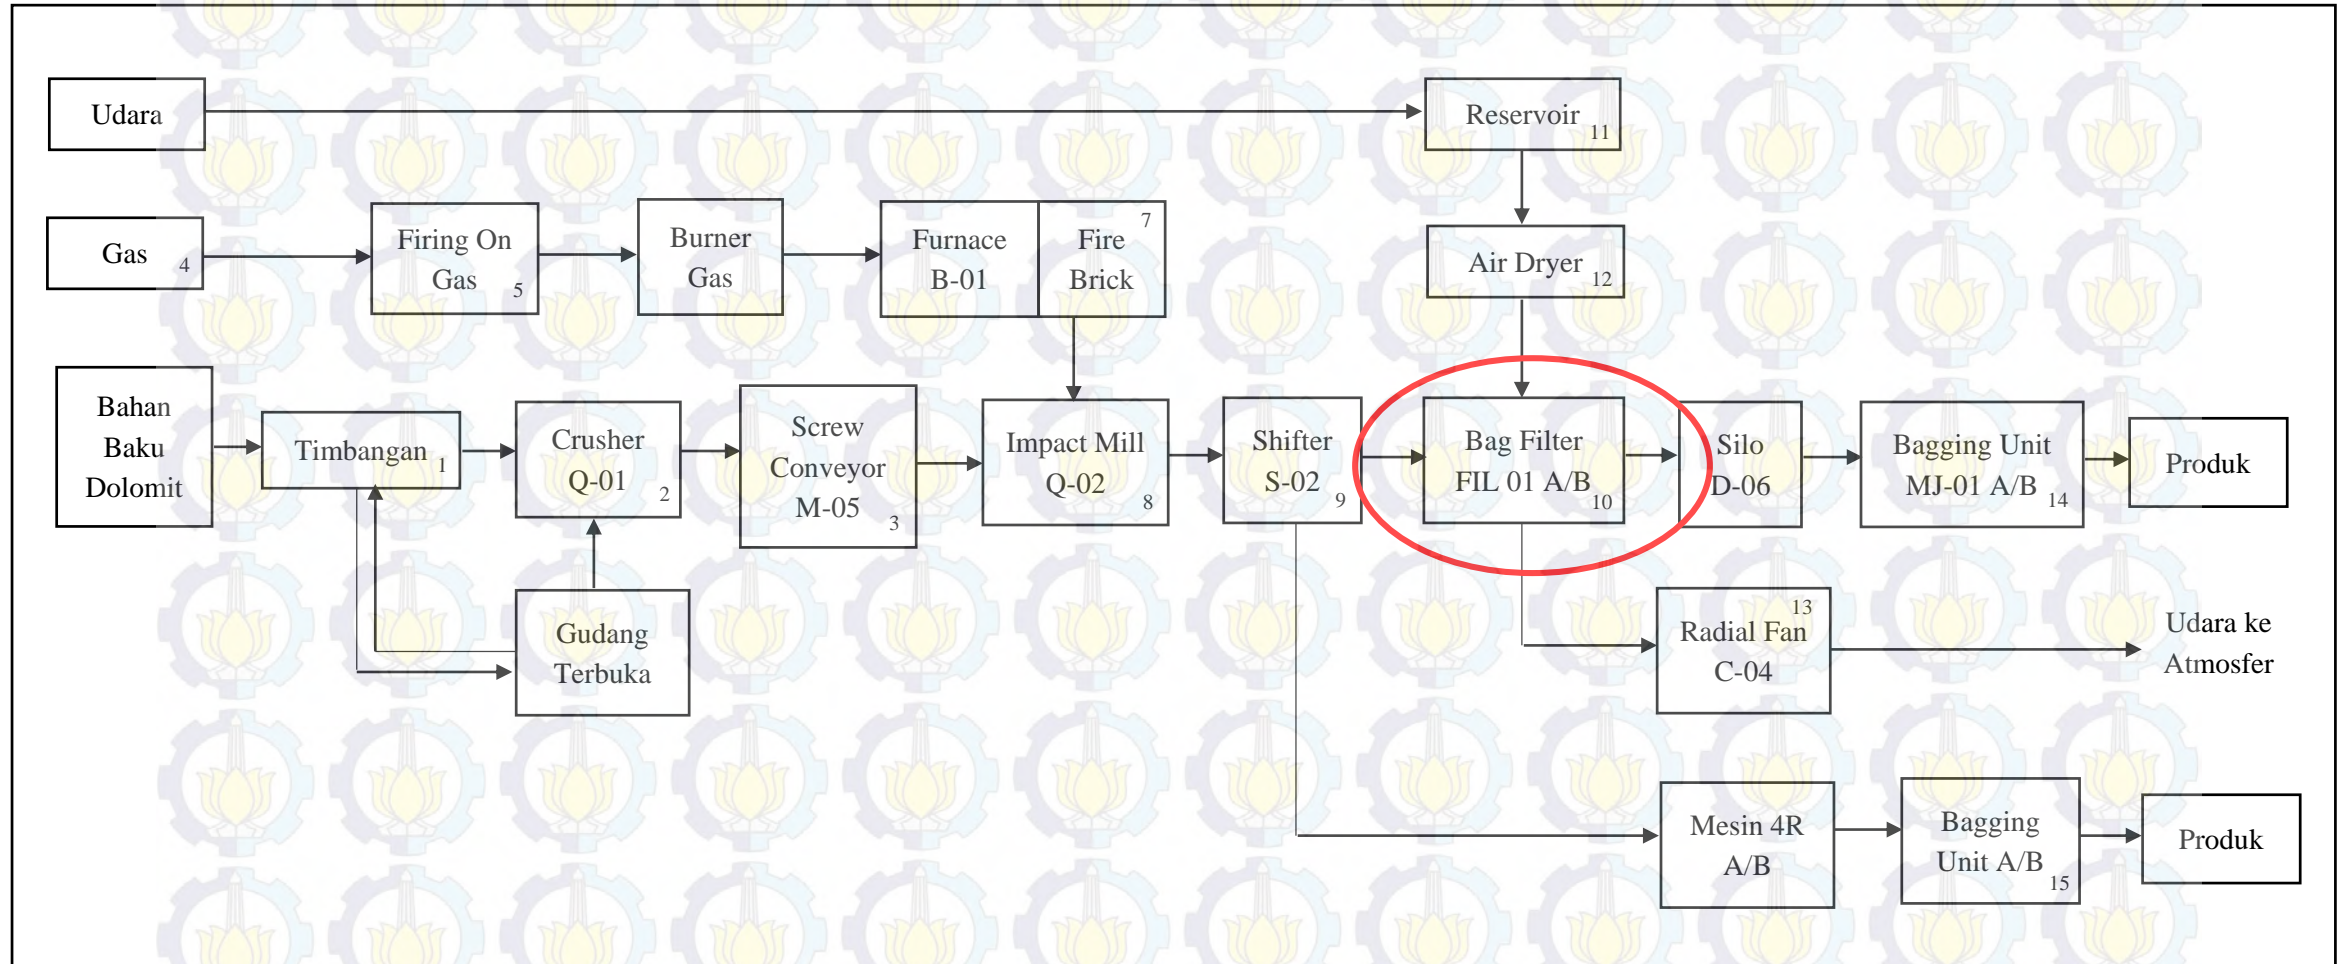 Udara
Reservoir
11
Gas
4
Firing On
Gas
5
Burner
Gas
Furnace
B-01
7
Fire
Brick
Air Dryer
12
Bahan
Baku
Dolomit
Timbangan
1
Crusher
Q-01
2
Screw
Conveyor
M-05
3
Impact Mill
Q-02
8
Shifter
S-02
9
Bag Filter
FIL 01 A/B
10
Silo
D-06
Bagging Unit
MJ-01 A/B
14
Produk
Gudang
Terbuka
13
Radial Fan
C-04
Udara ke
Atmosfer
Mesin 4R
A/B
Bagging
Unit A/B
15
Produk